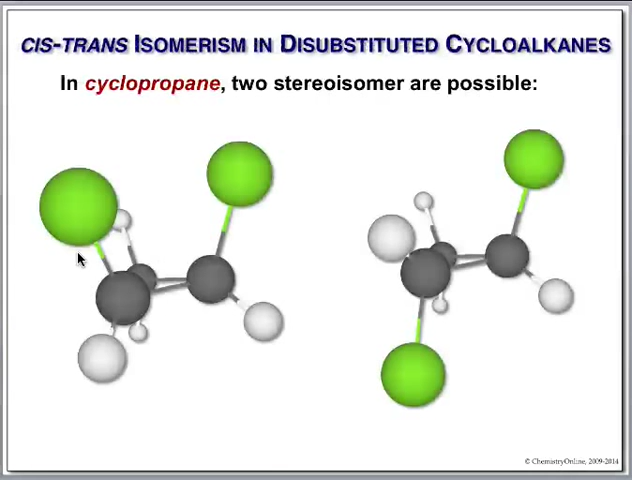 CIS-TRANS ISOMERISM IN DISUBSTITUTED CYCLOALKANES
In cyclopropane, two stereoisomer are possible:
© ChemistryOnline, 2009-2014